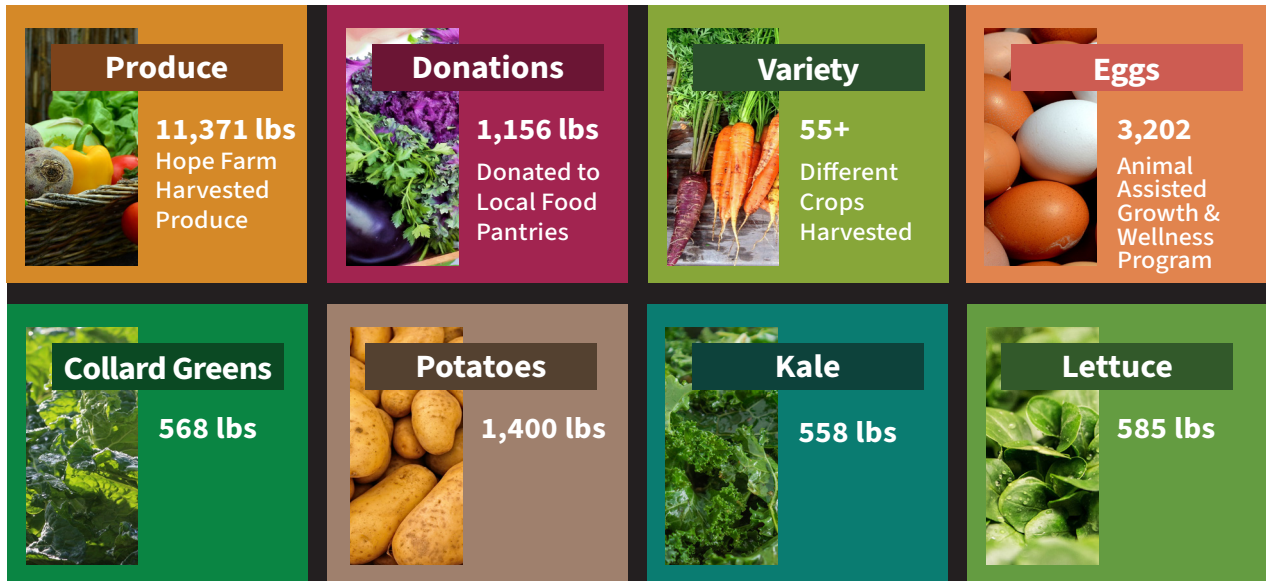 Produce
11,371 lbs
Hope Farm
Harvested
Produce
Donations
1,156 lbs
Donated to
Local Food
Pantries
Variety
55+
Different
Crops
Harvested
Eggs
3,202
Animal
Assisted
Growth &
Wellness
Program
Collard Greens
568 lbs
Potatoes
1,400 lbs
Kale
558 lbs
Lettuce
585 lbs